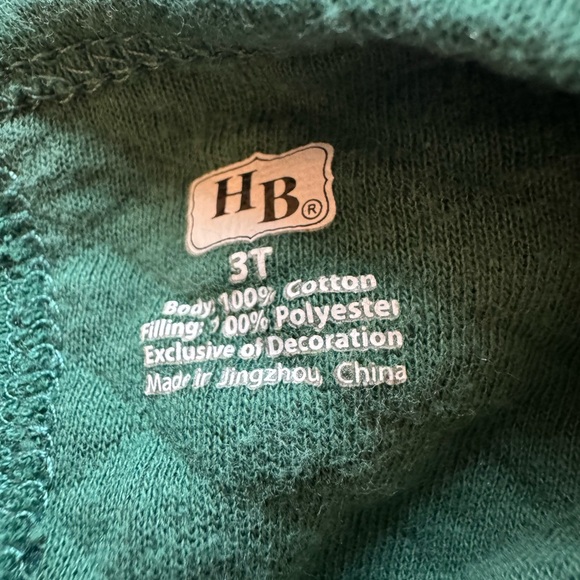 HB®
3T
Body: 100% Cotton
Filling: 100% Polyester
Exclusive of Decoration
Made in Jingzhou, China